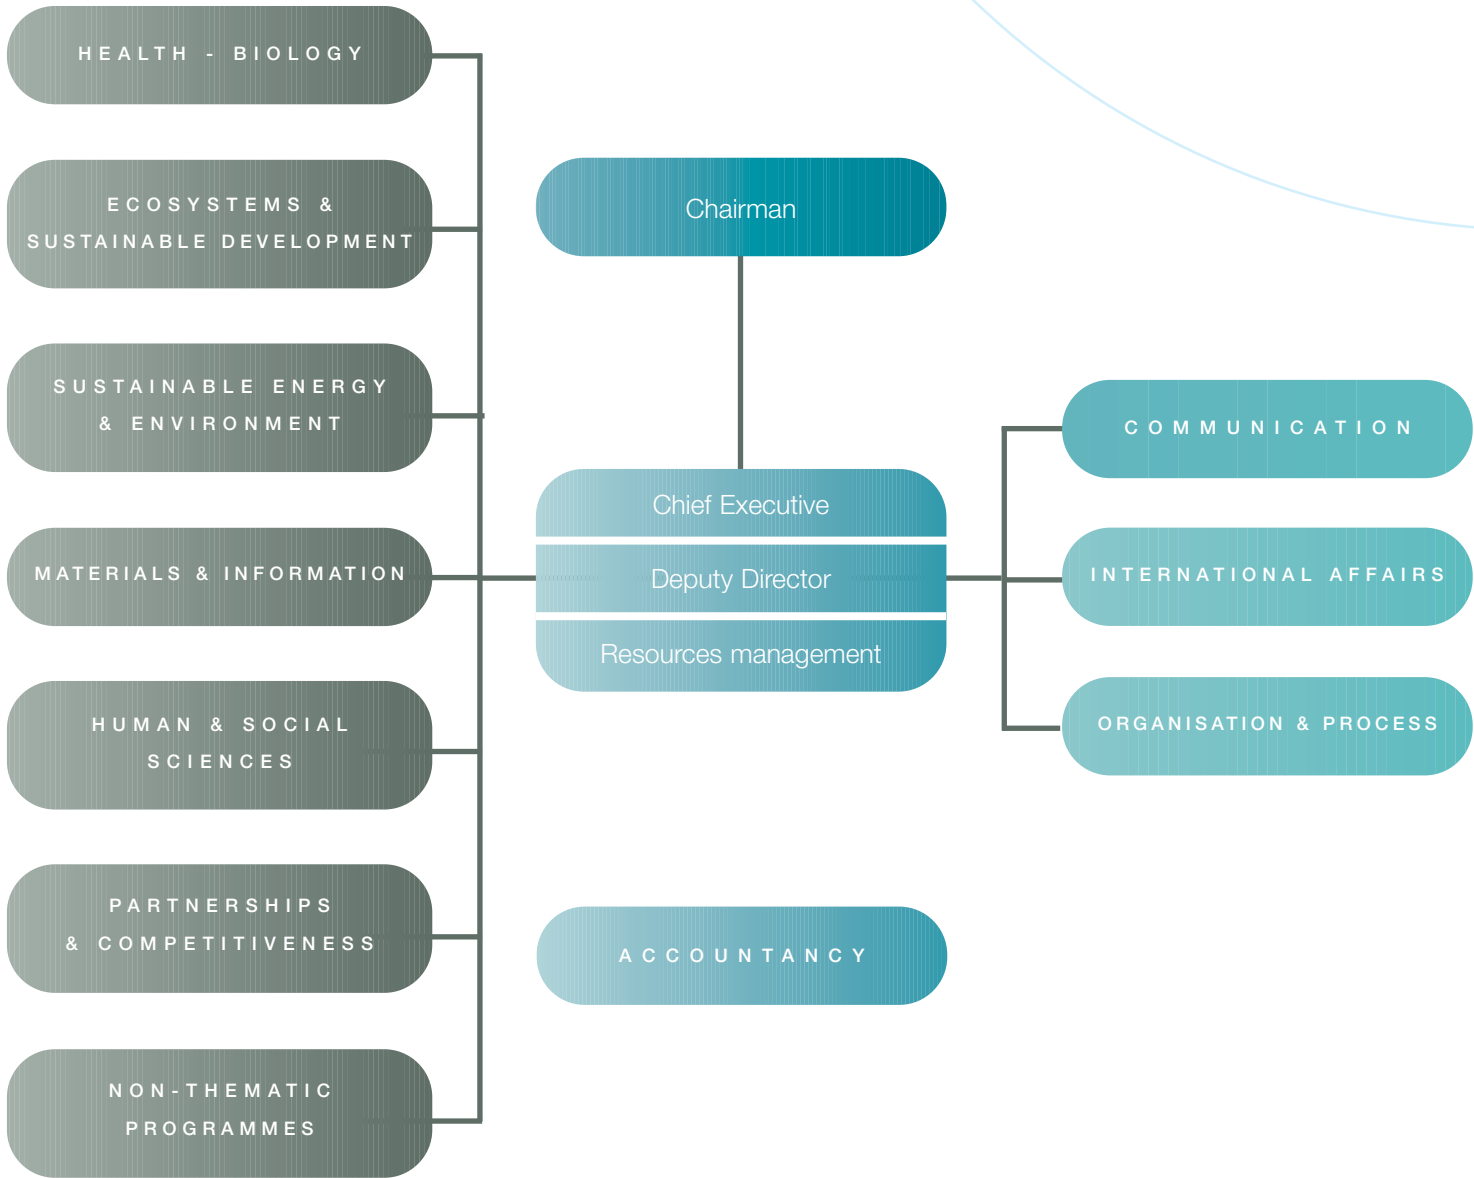 HEALTH - BIOLOGY
ECOSYSTEMS &
SUSTAINABLE DEVELOPMENT
SUSTAINABLE ENERGY
& ENVIRONMENT
MATERIALS & INFORMATION
HUMAN & SOCIAL
SCIENCES
PARTNERSHIPS
& COMPETITIVENESS
NON-THEMATIC
PROGRAMMES
Chairman
Chief Executive
Deputy Director
Resources management
ACCOUNTANCY
COMMUNICATION
INTERNATIONAL AFFAIRS
ORGANISATION & PROCESS